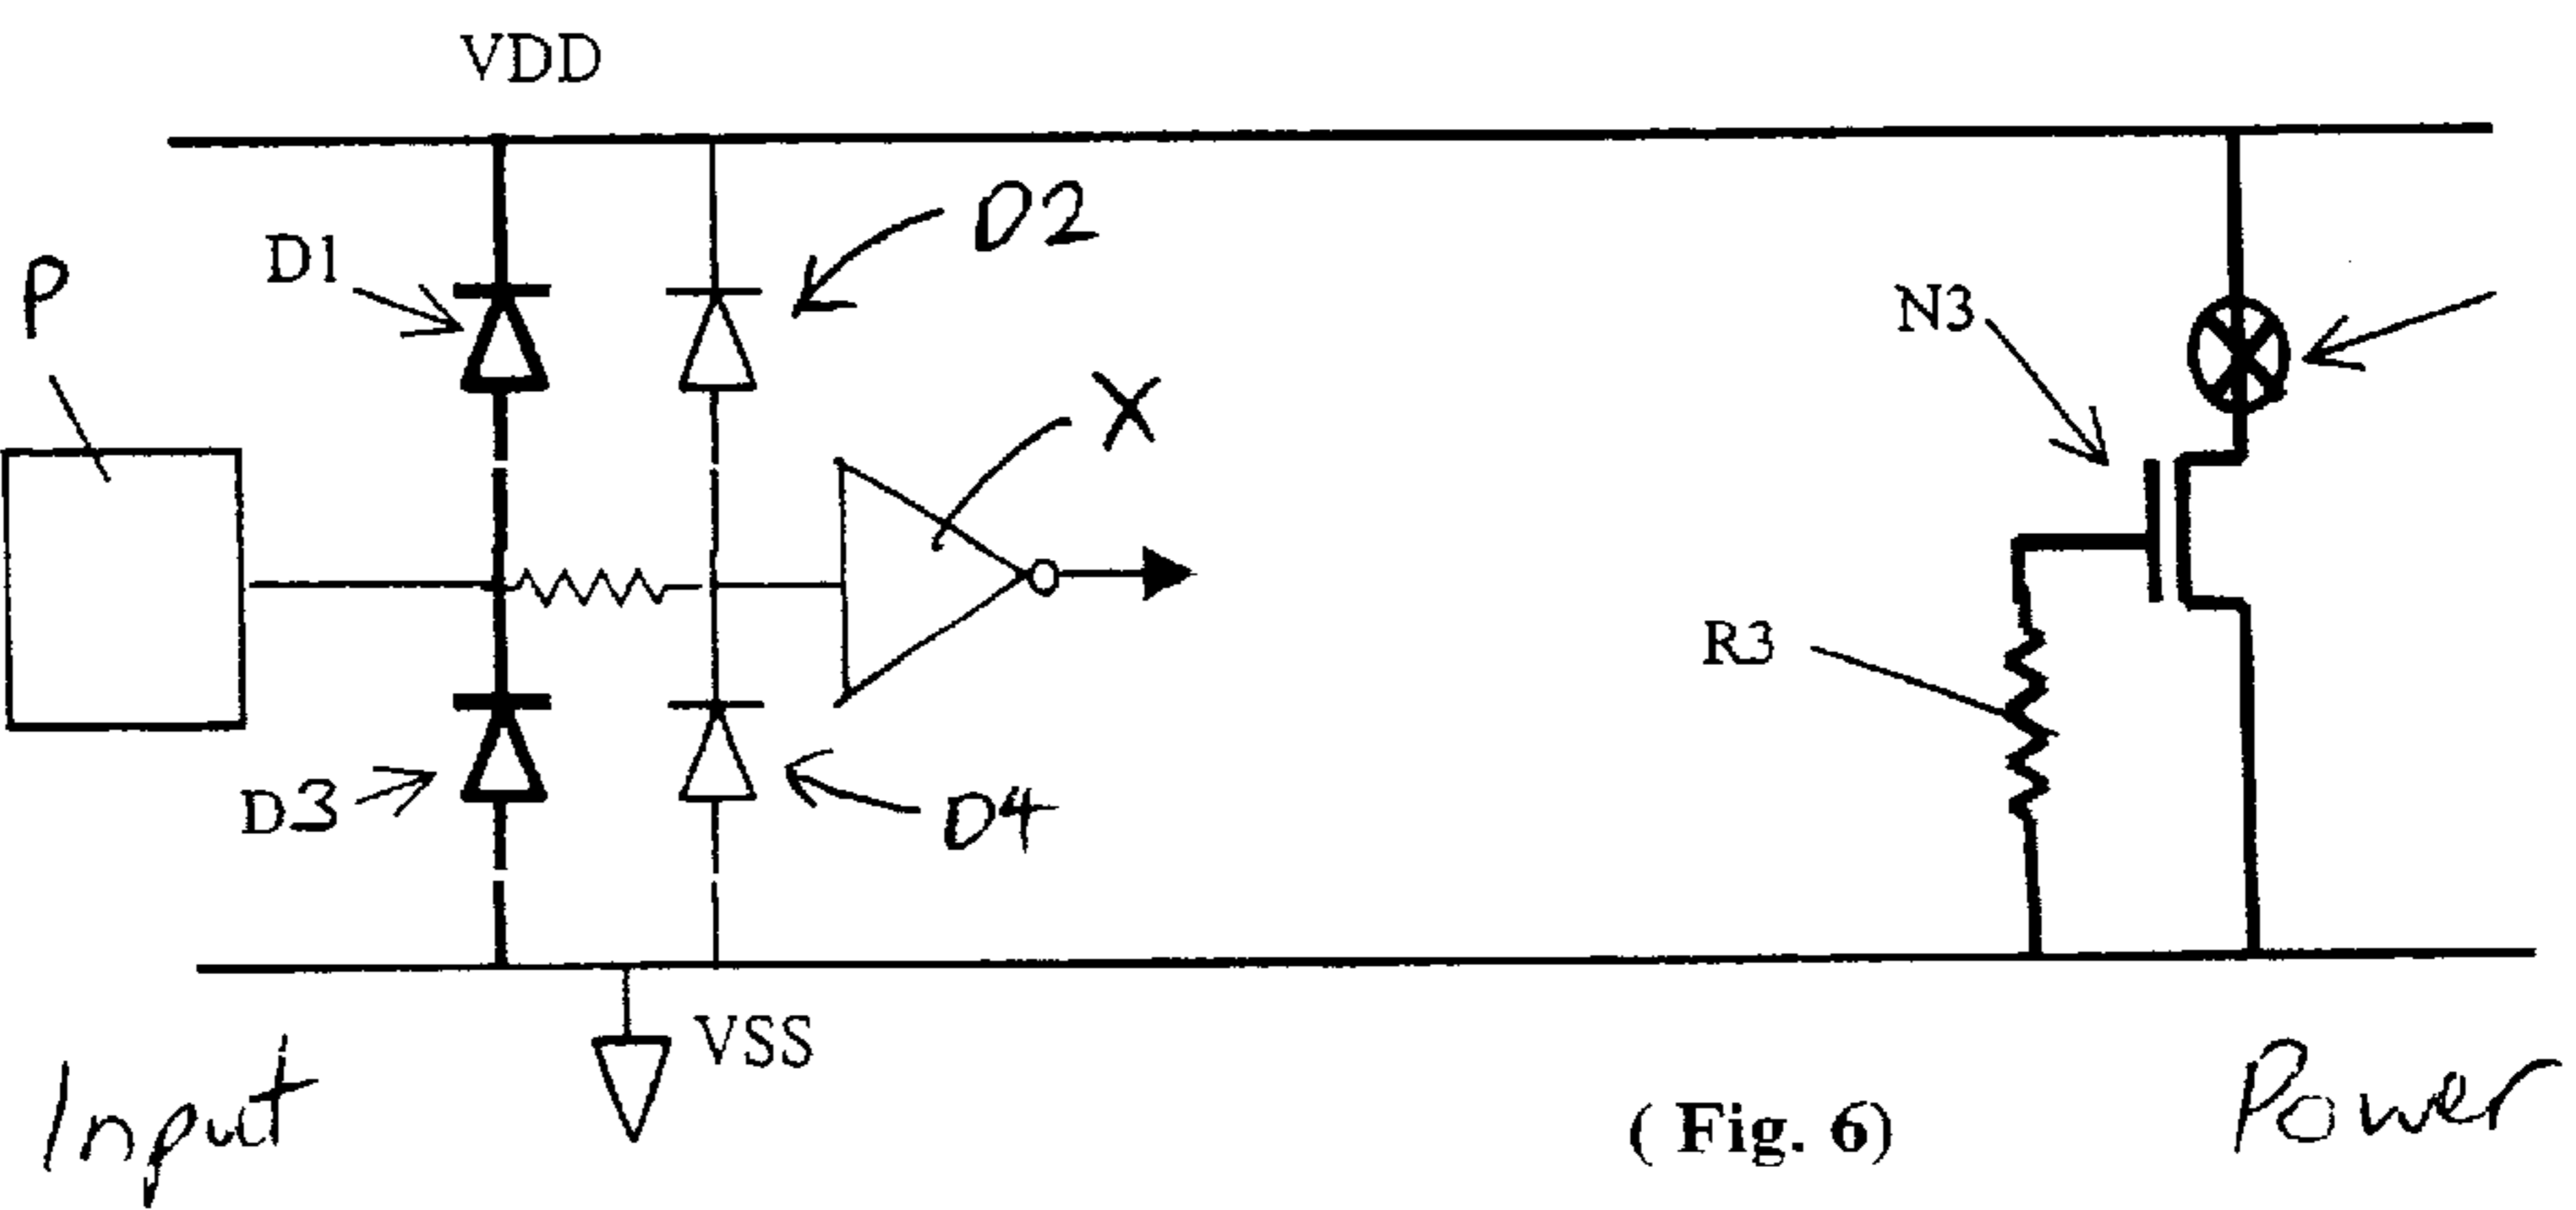 VDD
D1
D2
P
N3
X
R3
D3
D4
VSS
Input
( Fig. 6)
Power